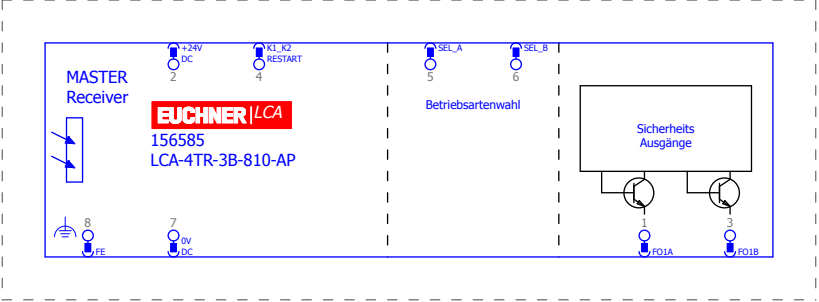 +24V
DC
2
K1_K2
RESTART
4
SEL_A
5
SEL_B
6
MASTER
Receiver
EUCHNER LCA
156585
LCA-4TR-3B-810-AP
Betriebsartenwahl
Sicherheits
Ausgänge
8
FE
7
0V
DC
1
FO1A
3
FO1B